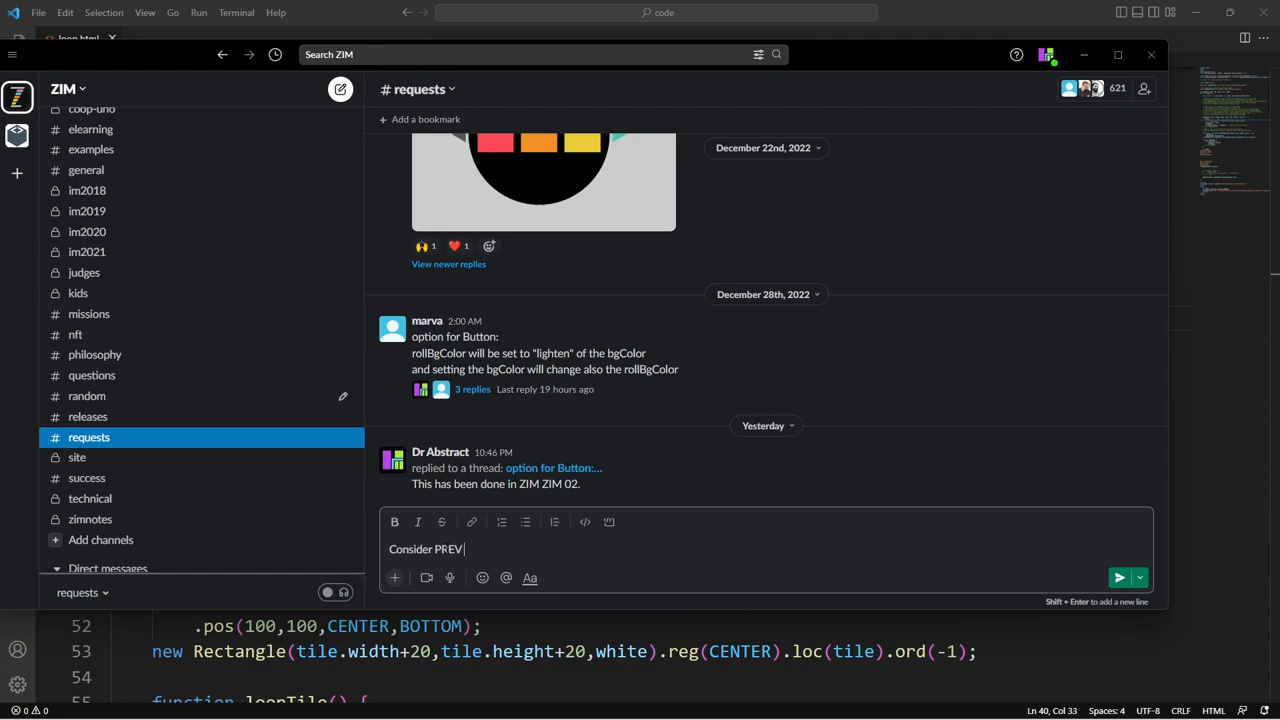 File Edit Selection View Go Run Terminal Help
code
loop.html
Search ZIM
ZIM
# requests
621
Add a bookmark
coop-uno
elearning
examples
# general
im2018
im2019
im2020
im2021
judges
kids
# missions
# nft
# philosophy
# questions
# random
# releases
# requests
site
# success
# technical
zimnotes
Add channels
Direct messages
requests
December 22nd, 2022
1 1
View newer replies
December 28th, 2022
marva 2:00 AM
option for Button:
rollBgColor will be set to "lighten" of the bgColor
and setting the bgColor will change also the rollBgColor
3 replies Last reply 19 hours ago
Yesterday
Dr Abstract 10:46 PM
replied to a thread: option for Button:...
This has been done in ZIM ZIM 02.
Consider PREV
Shift + Enter to add a new line
52 .pos(100,100,CENTER,BOTTOM);
53 new Rectangle(tile.width+20,tile.height+20,white).reg(CENTER).loc(tile).ord(-1);
54
55 function loopTile() {
0 0
Ln 40, Col 33 Spaces: 4 UTF-8 CRLF HTML